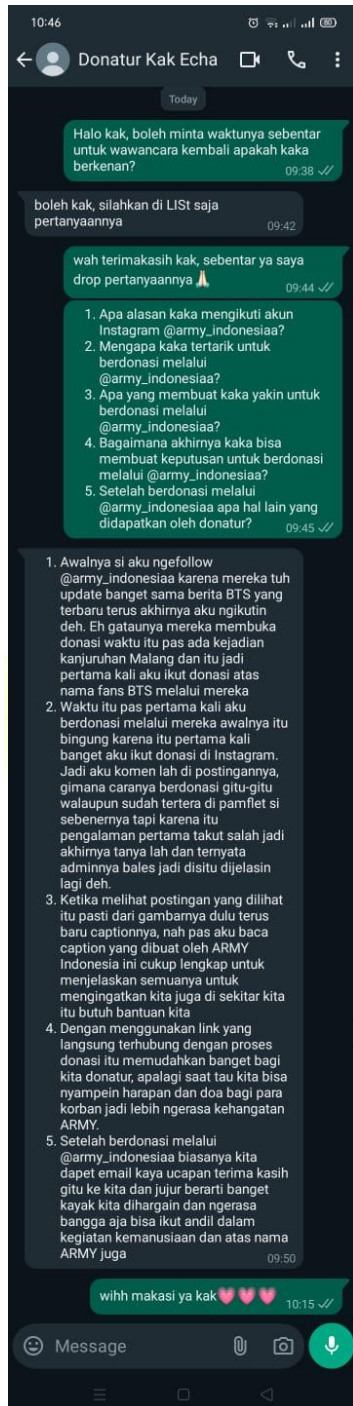 10:46
80
Donatur Kak Echa
Today
Halo kak, boleh minta waktunya sebentar
untuk wawancara kembali apakah kaka
berkenan?
09:38
boleh kak, silahkan di LISt saja
pertanyaannya
09:42
wah terimakasih kak, sebentar ya saya
drop pertanyaannya 🙏🏻
09:44
1. Apa alasan kaka mengikuti akun
Instagram @army_indonesiaa?
2. Mengapa kaka tertarik untuk
berdonasi melalui
@army_indonesiaa?
3. Apa yang membuat kaka yakin untuk
berdonasi melalui
@army_indonesiaa?
4. Bagaimana akhirnya kaka bisa
membuat keputusan untuk berdonasi
melalui @army_indonesiaa?
5. Setelah berdonasi melalui
@army_indonesiaa apa hal lain yang
didapatkan oleh donatur?
09:45
1. Awalnya si aku ngefollow
@army_indonesiaa karena mereka tuh
update banget sama berita BTS yang
terbaru terus akhirnya aku ngikutin
deh. Eh gataunya mereka membuka
donasi waktu itu pas ada kejadian
kanjuruhan Malang dan itu jadi
pertama kali aku ikut donasi atas
nama fans BTS melalui mereka
2. Waktu itu pas pertama kali aku
berdonasi melalui mereka awalnya itu
bingung karena itu pertama kali
banget aku ikut donasi di Instagram.
Jadi aku komen lah di postingannya,
gimana caranya berdonasi gitu-gitu
walaupun sudah tertera di pamflet si
sebenernya tapi karena itu
pengalaman pertama takut salah jadi
akhirnya tanya lah dan ternyata
adminnya bales jadi disitu dijelasin
lagi deh.
3. Ketika melihat postingan yang dilihat
itu pasti dari gambarnya dulu terus
baru captionnya, nah pas aku baca
caption yang dibuat oleh ARMY
Indonesia ini cukup lengkap untuk
menjelaskan semuanya untuk
mengingatkan kita juga di sekitar kita
itu butuh bantuan kita
4. Dengan menggunakan link yang
langsung terhubung dengan proses
donasi itu memudahkan banget bagi
kita donatur, apalagi saat tau kita bisa
nyampein harapan dan doa bagi para
korban jadi lebih ngerasa kehangatan
ARMY.
5. Setelah berdonasi melalui
@army_indonesiaa biasanya kita
dapet email kaya ucapan terima kasih
gitu ke kita dan jujur berarti banget
kayak kita dihargain dan ngerasa
bangga aja bisa ikut andil dalam
kegiatan kemanusiaan dan atas nama
ARMY juga
09:50
wihh makasi ya kak💗💗💗
10:15
Message